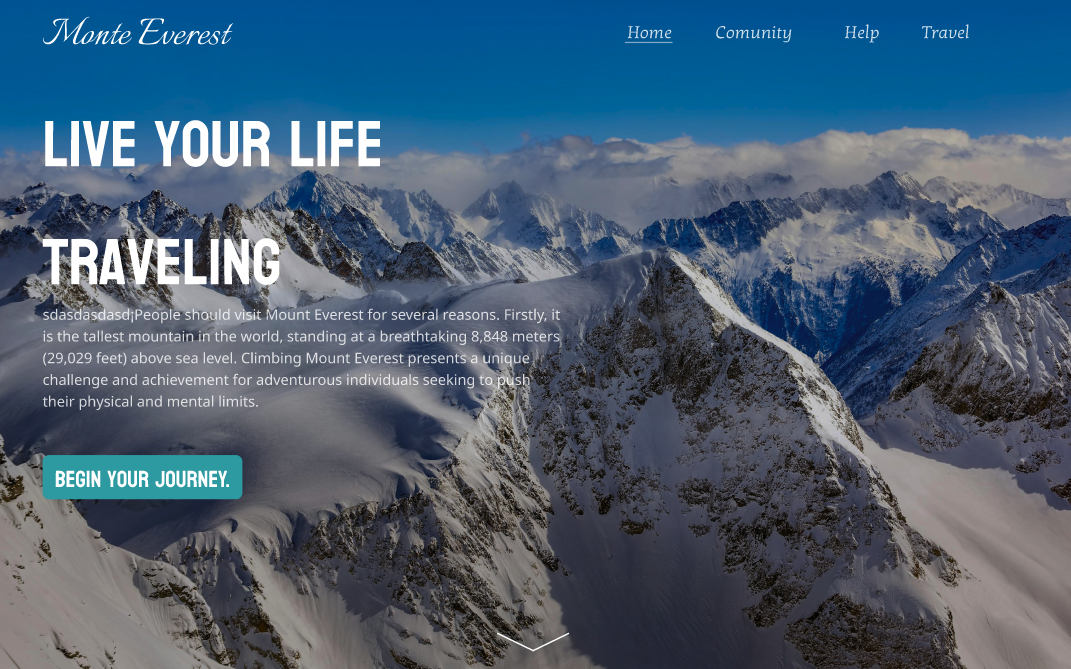 Monte Everest
Home Comunity Help Travel
LIVE YOUR LIFE
TRAVELING
sdasdasdasd¡People should visit Mount Everest for several reasons. Firstly, it
is the tallest mountain in the world, standing at a breathtaking 8,848 meters
(29,029 feet) above sea level. Climbing Mount Everest presents a unique
challenge and achievement for adventurous individuals seeking to push
their physical and mental limits.
BEGIN YOUR JOURNEY.